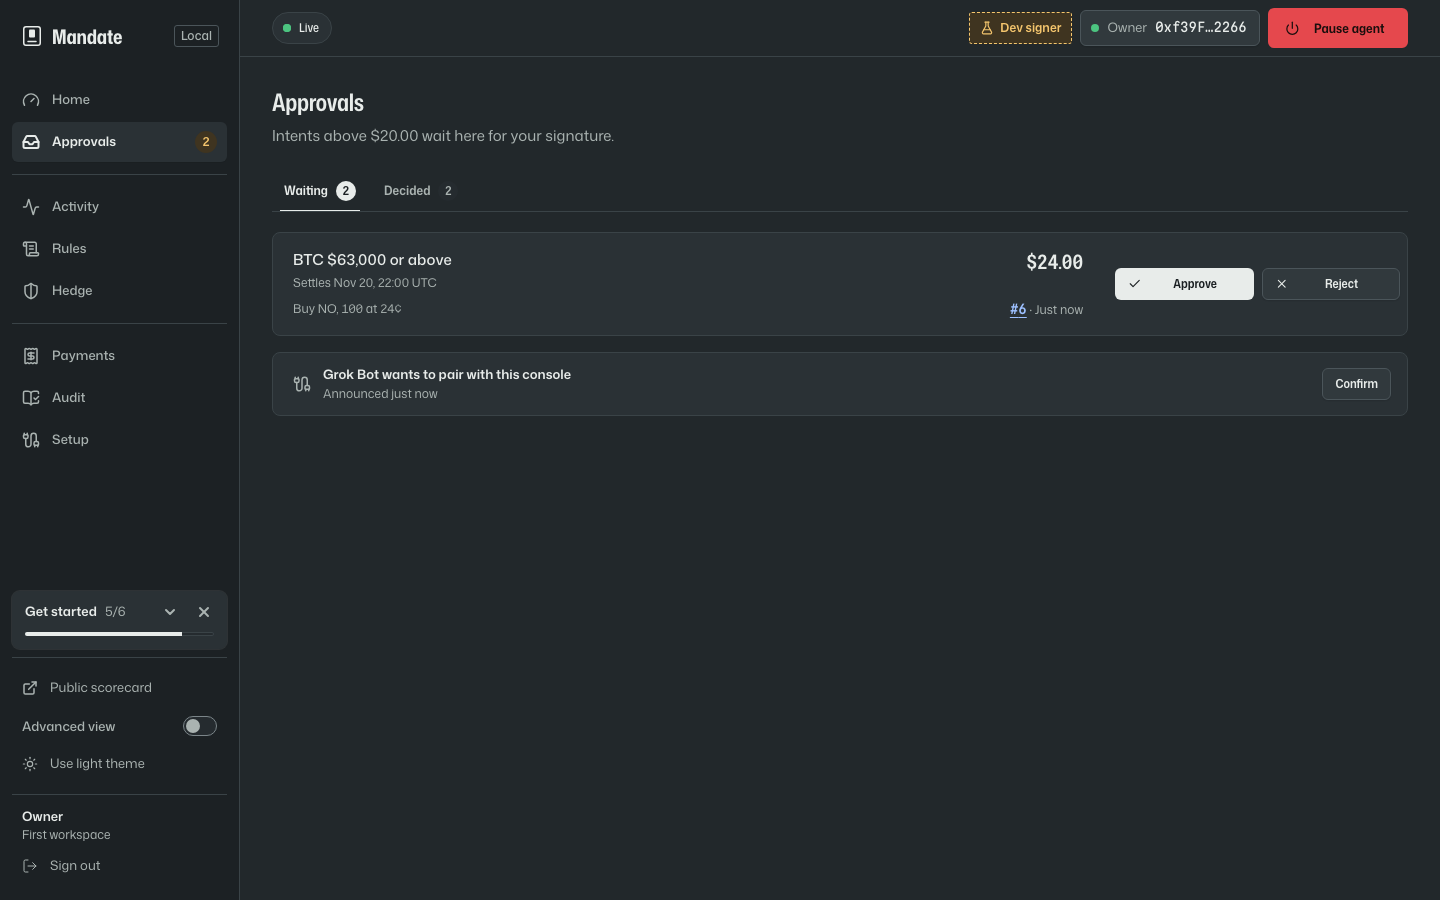 Mandate
Local
Home
Approvals 2
Activity
Rules
Hedge
Payments
Audit
Setup
Get started 5/6
Public scorecard
Advanced view
Use light theme
Owner
First workspace
Sign out
Live
Dev signer
Owner 0xf39F…2266
Pause agent
Approvals
Intents above $20.00 wait here for your signature.
Waiting 2
Decided 2
BTC $63,000 or above
Settles Nov 20, 22:00 UTC
Buy NO, 100 at 24¢
$24.00
#6 · Just now
Approve
Reject
Grok Bot wants to pair with this console
Announced just now
Confirm